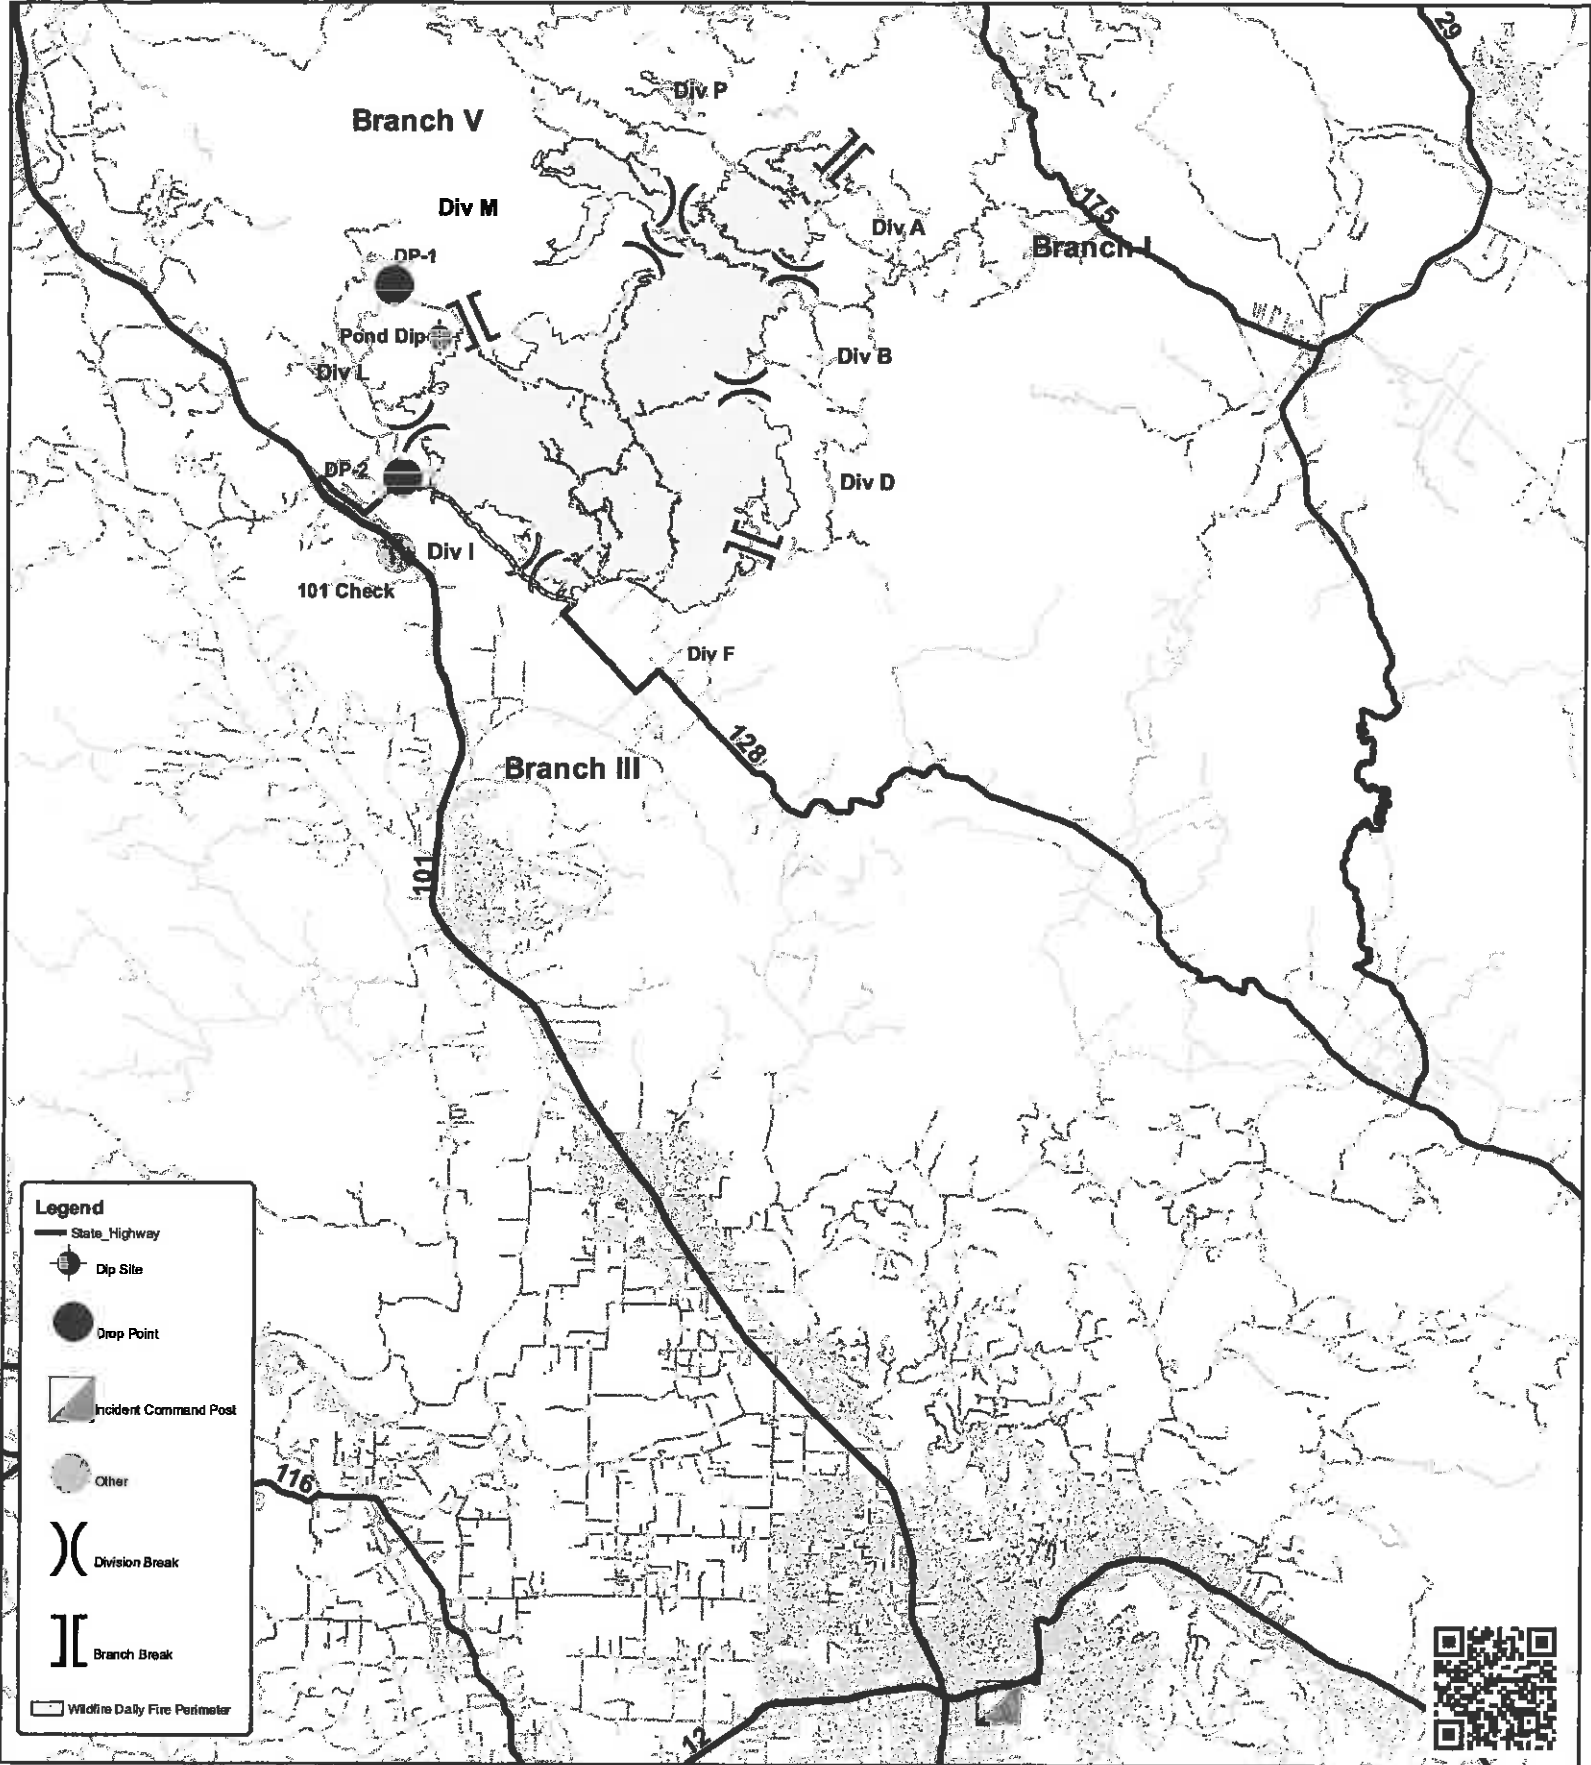 29
Div P
Branch V
Div M
175
Div A
Branch I
DP-1
Pond Dip
Div B
Div L
DP-2
Div D
Div I
101 Check
Div F
128
Branch III
101
Legend
State_Highway
Dip Site
Drop Point
Incident Command Post
Other
116
Division Break
Branch Break
Wildfire Daily Fire Perimeter
12